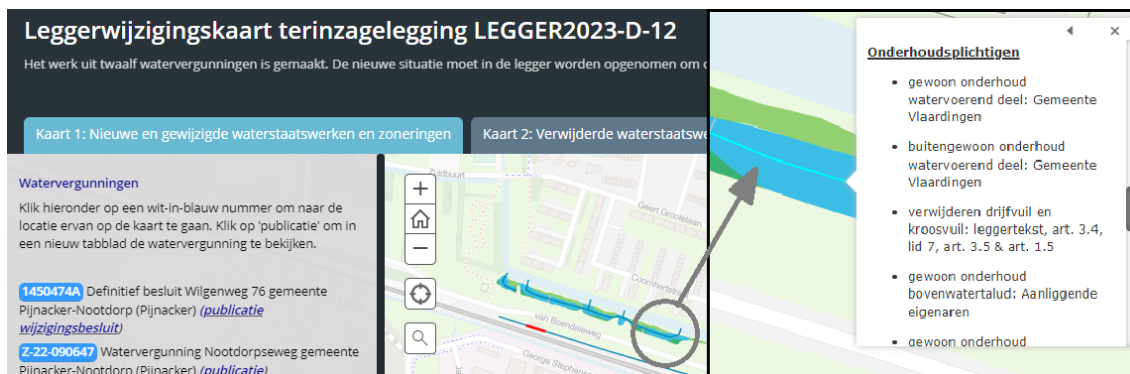 Leggerwijzigingskaart terinzagelegging LEGGER2023-D-12
Het werk uit twaalf watervergunningen is gemaakt. De nieuwe situatie moet in de legger worden opgenomen om
Kaart 1: Nieuwe en gewijzigde waterstaatswerken en zoneringen
Kaart 2: Verwijderde
Watervergunningen
Klik hieronder op een wit-in-blauw nummer om naar de
locatie ervan op de kaart te gaan. Klik op 'publicatie' om in
een nieuw tabblad de watervergunning te bekijken.
1450474A Definitief besluit Wilgenweg 76 gemeente
Pijnacker-Nootdorp (Pijnacker) (publicatie
wijzigingsbesluit)
Z-22-090647 Watervergunning Nootdorpseweg gemeente
Pijnacker-Nootdorp (Pijnacker) (publicatie)
Zuidbuurt
Geert Grootelaan
Coornhertstraat
van Boendaleweg
George Stephens
Onderhoudsplichtigen
• gewoon onderhoud
watervoerend deel: Gemeente
Vlaardingen
• buitengewoon onderhoud
watervoerend deel: Gemeente
Vlaardingen
• verwijderen drijfvuil en
kroosvuil: leggertekst, art. 3.4,
lid 7, art. 3.5 & art. 1.5
• gewoon onderhoud
bovenwatertalud: Aanliggende
eigenaren
• gewoon onderhoud